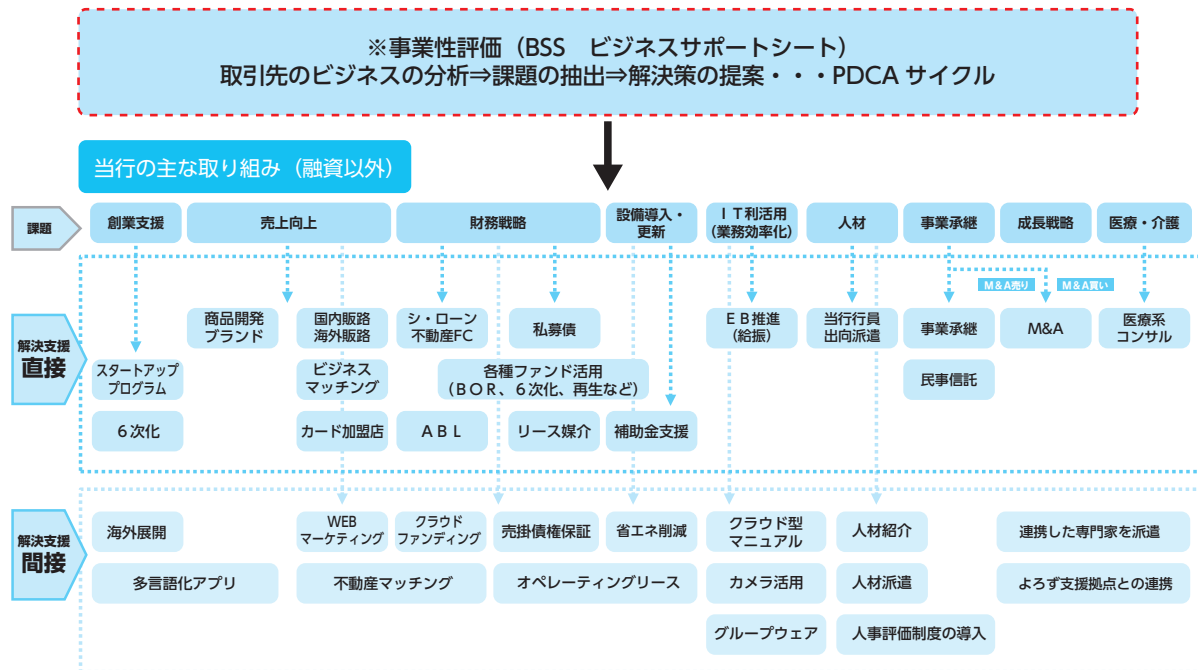 ※事業性評価（BSS　ビジネスサポートシート）
取引先のビジネスの分析⇒課題の抽出⇒解決策の提案・・・PDCA サイクル
当行の主な取り組み（融資以外）
課題
創業支援
売上向上
財務戦略
設備導入・
更新
ＩＴ利活用
（業務効率化）
人材
事業承継
成長戦略
医療・介護
M&A売り
M&A買い
解決支援
直接
商品開発
ブランド
国内販路
海外販路
シ・ローン
不動産FC
私募債
ＥＢ推進
（給振）
当行行員
出向派遣
事業承継
M&A
医療系
コンサル
スタートアップ
プログラム
ビジネス
マッチング
各種ファンド活用
（ＢＯＲ、６次化、再生など）
民事信託
６次化
カード加盟店
ＡＢＬ
リース媒介
補助金支援
解決支援
間接
海外展開
WEB
マーケティング
クラウド
ファンディング
売掛債権保証
省エネ削減
クラウド型
マニュアル
人材紹介
連携した専門家を派遣
多言語化アプリ
不動産マッチング
オペレーティングリース
カメラ活用
人材派遣
よろず支援拠点との連携
グループウェア
人事評価制度の導入